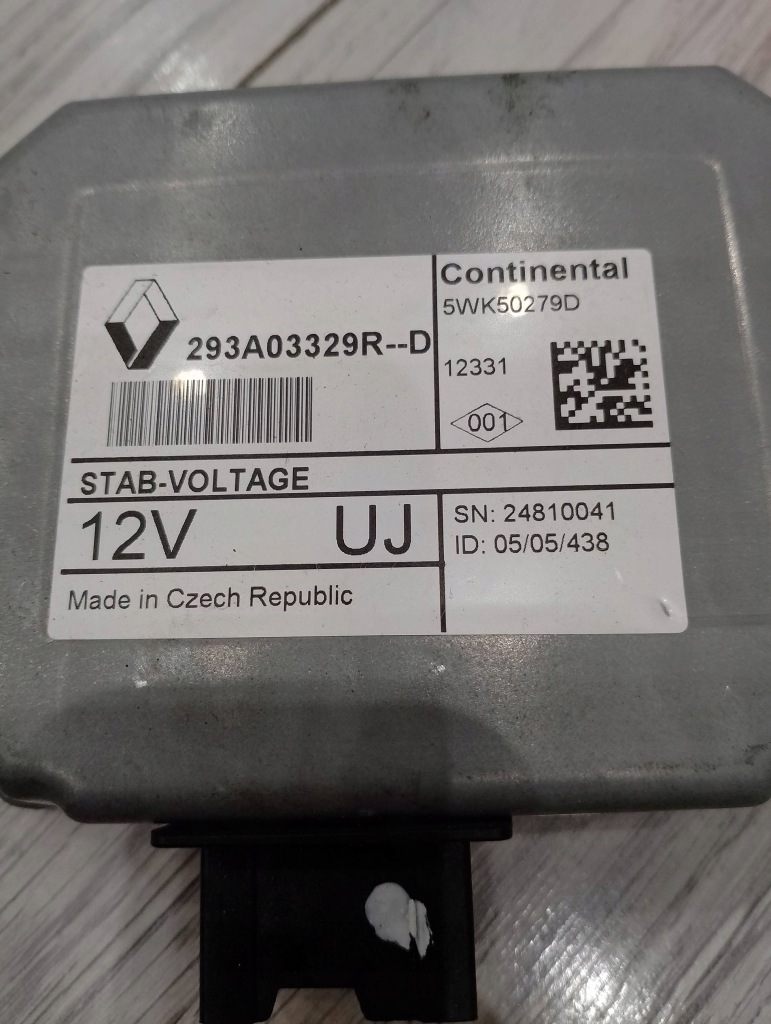 293A03329R--D
Continental
5WK50279D
12331
001
STAB-VOLTAGE
12V UJ
SN: 24810041
ID: 05/05/438
Made in Czech Republic